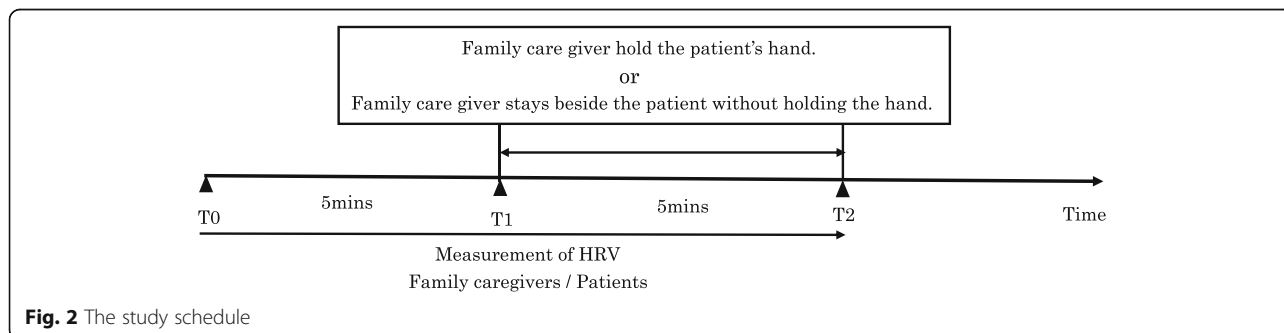 Family care giver hold the patient's hand.
or
Family care giver stays beside the patient without holding the hand.
5mins
5mins
T0
T1
T2
Time
Measurement of HRV
Family caregivers / Patients
Fig. 2 The study schedule